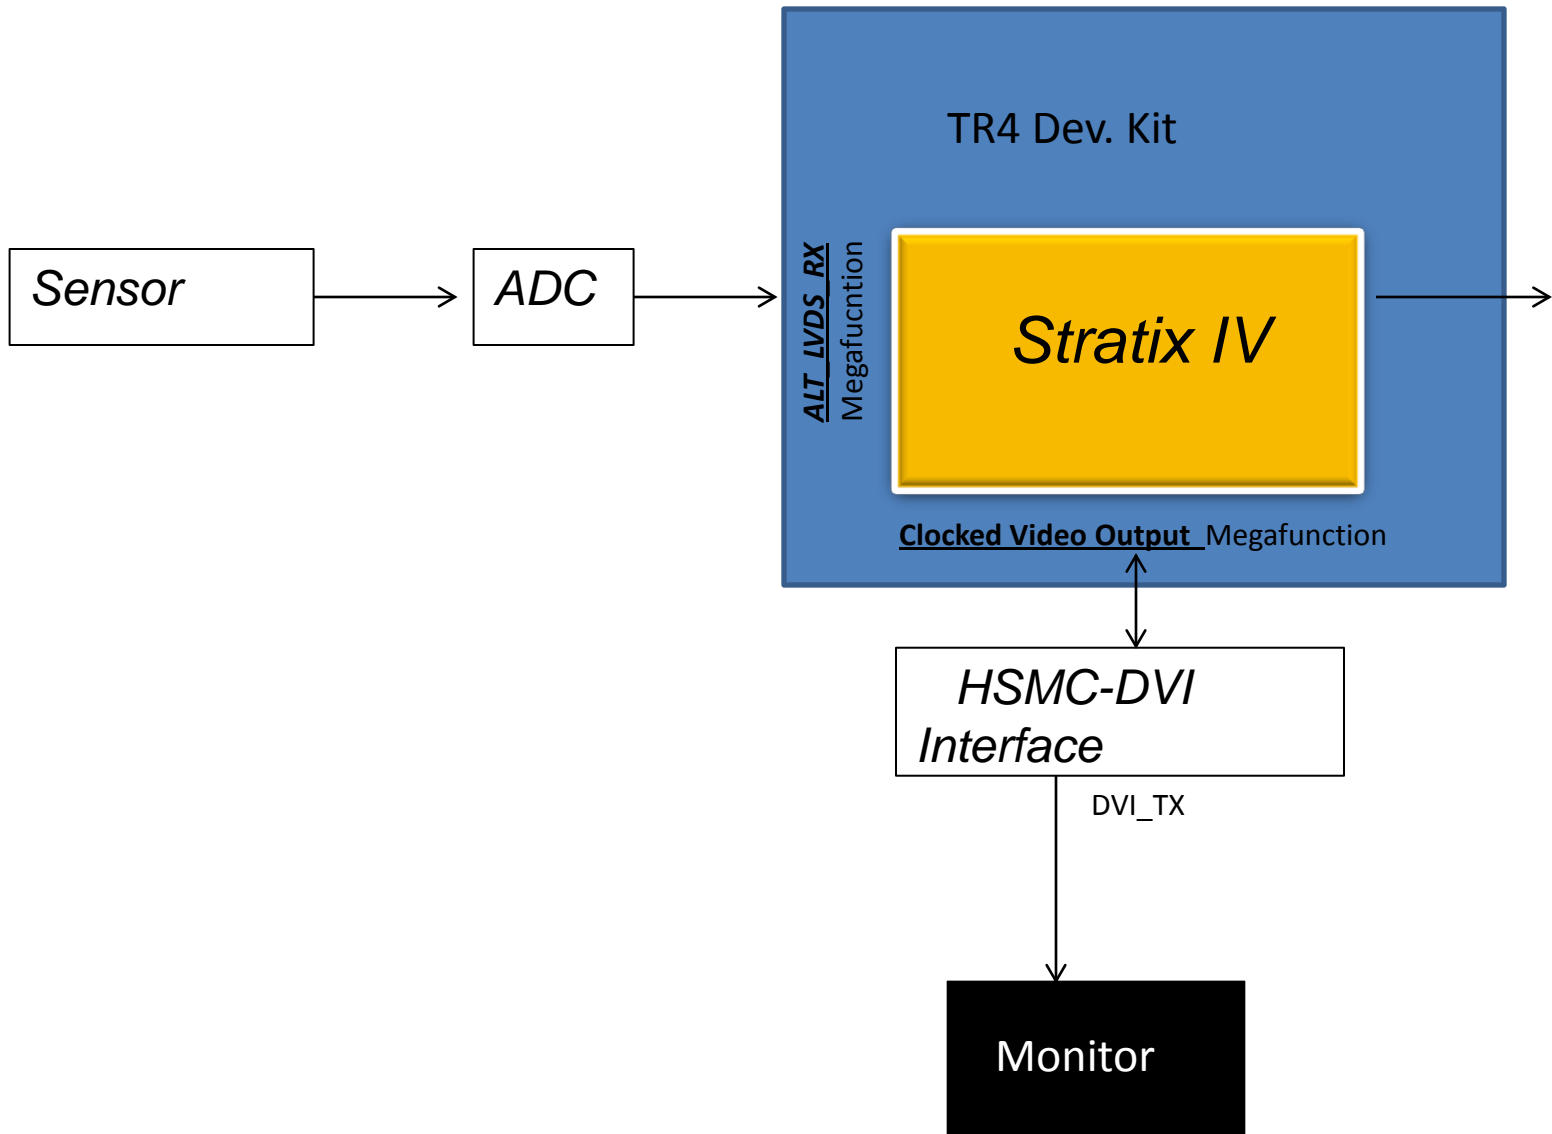 TR4 Dev. Kit
Sensor
ADC
ALT_LVDS_RX
Megafucntion
Stratix IV
Clocked Video Output Megafunction
HSMC-DVI
Interface
DVI_TX
Monitor